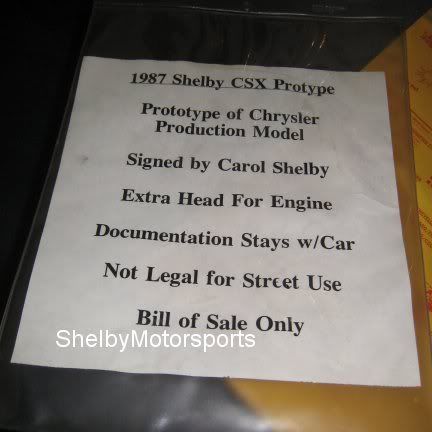 1987 Shelby CSX Protype
Prototype of Chrysler
Production Model
Signed by Carol Shelby
Extra Head For Engine
Documentation Stays w/Car
Not Legal for Street Use
Bill of Sale Only
ShelbyMotorsports